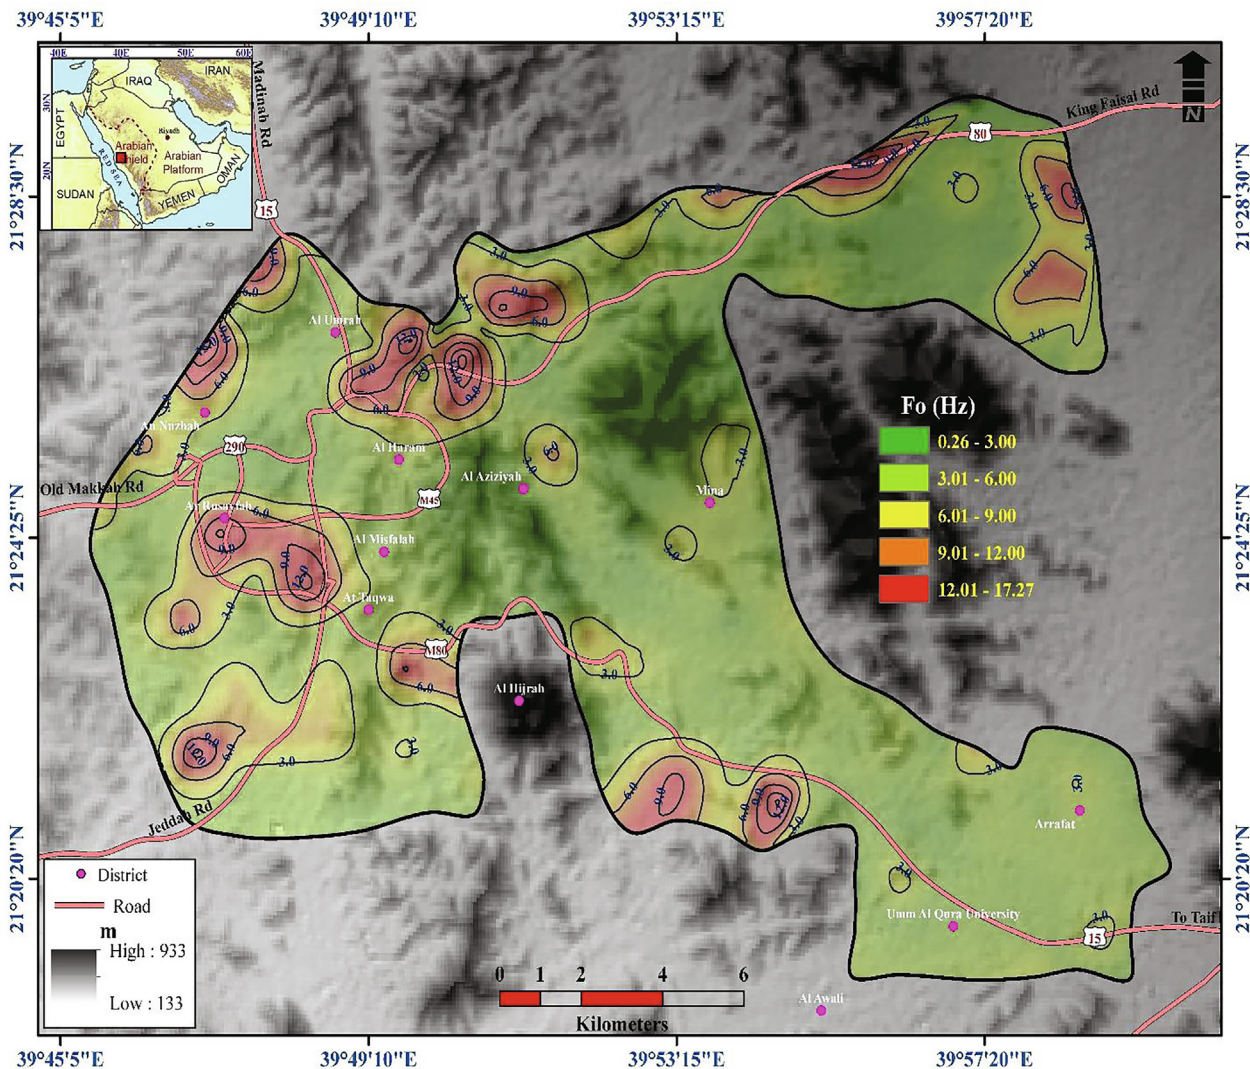 39°45'5"E
39°49'10"E
39°53'15"E
39°57'20"E
40E
50E
60E
30N
20N
IRAQ
IRAN
EGYPT
Riyadh
Arabian
Shield
Arabian
Platform
RED SEA
OMAN
SUDAN
YEMEN
Madinah Rd
15
King Faisal Rd
80
N
21°28'30"N
21°28'30"N
Al Umrah
An Nuzhah
290
Al Haram
Old Makkah Rd
M45
Al Aziziyah
Mina
Ar Rusayfah
Al Misfalah
At Taqwa
M80
Al Hijrah
21°24'25"N
21°24'25"N
Fo (Hz)
0.26 - 3.00
3.01 - 6.00
6.01 - 9.00
9.01 - 12.00
12.01 - 17.27
Jeddah Rd
Arrafat
21°20'20"N
21°20'20"N
Umm Al Qura University
15
To Taif
Al Awali
District
Road
m
High : 933
Low : 133
0 1 2 4 6
Kilometers
39°45'5"E
39°49'10"E
39°53'15"E
39°57'20"E